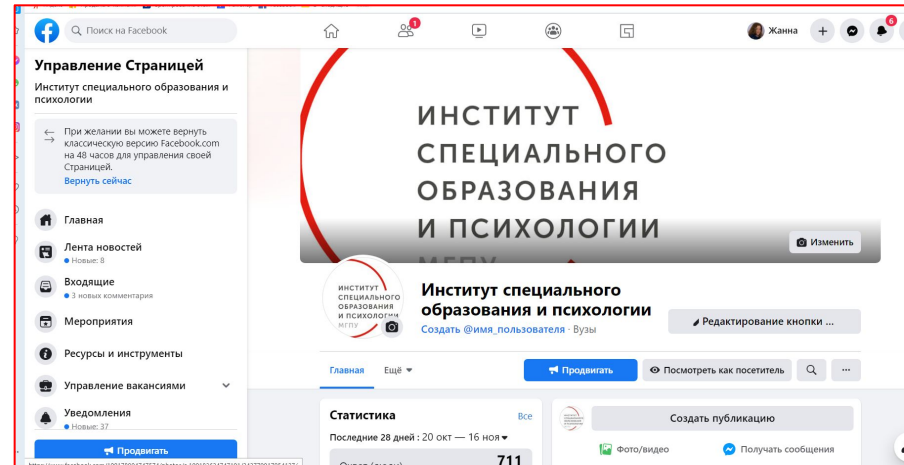 Поиск на Facebook
1
Жанна
6
Управление Страницей
Институт специального образования и
психологии
При желании вы можете вернуть
классическую версию Facebook.com
на 48 часов для управления своей
Страницей.
Вернуть сейчас
Главная
Лента новостей
Новые: 8
Входящие
3 новых комментария
Мероприятия
Ресурсы и инструменты
Управление вакансиями
Уведомления
Новые: 37
Продвигать
ИНСТИТУТ
СПЕЦИАЛЬНОГО
ОБРАЗОВАНИЯ
И ПСИХОЛОГИИ
МГПУ
Изменить
ИНСТИТУТ
СПЕЦИАЛЬНОГО
ОБРАЗОВАНИЯ
И ПСИХОЛОГИИ
МГПУ
Институт специального
образования и психологии
Создать @имя_пользователя · Вузы
Редактирование кнопки ...
Главная
Ещё
Продвигать
Посмотреть как посетитель
Статистика
Все
Последние 28 дней : 20 окт — 16 ноя
711
Создать публикацию
Фото/видео
Получать сообщения